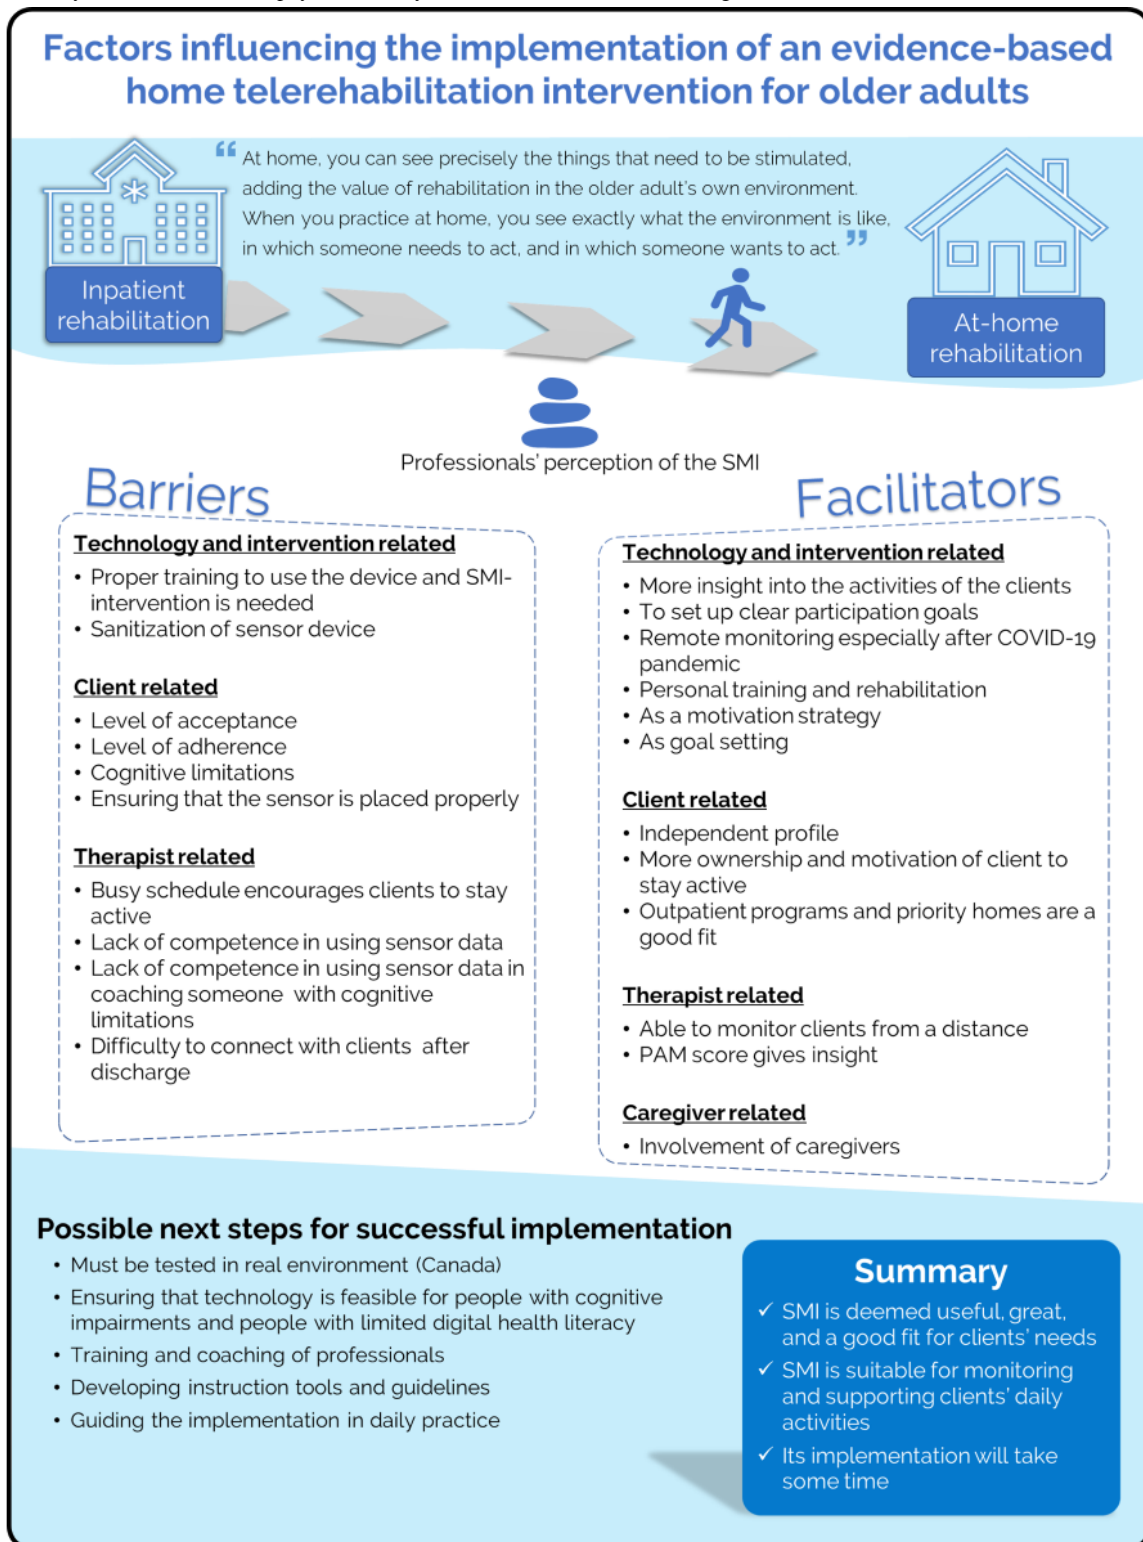 Factors influencing the implementation of an evidence-based
home telerehabilitation intervention for older adults
“ At home, you can see precisely the things that need to be stimulated,
adding the value of rehabilitation in the older adult's own environment.
When you practice at home, you see exactly what the environment is like,
in which someone needs to act, and in which someone wants to act. ”
Inpatient
rehabilitation
At-home
rehabilitation
Professionals' perception of the SMI
Barriers
Technology and intervention related
• Proper training to use the device and SMI-
intervention is needed
• Sanitization of sensor device
Client related
• Level of acceptance
• Level of adherence
• Cognitive limitations
• Ensuring that the sensor is placed properly
Therapist related
• Busy schedule encourages clients to stay
active
• Lack of competence in using sensor data
• Lack of competence in using sensor data in
coaching someone with cognitive
limitations
• Difficulty to connect with clients after
discharge
Facilitators
Technology and intervention related
• More insight into the activities of the clients
• To set up clear participation goals
• Remote monitoring especially after COVID-19
pandemic
• Personal training and rehabilitation
• As a motivation strategy
• As goal setting
Client related
• Independent profile
• More ownership and motivation of client to
stay active
• Outpatient programs and priority homes are a
good fit
Therapist related
• Able to monitor clients from a distance
• PAM score gives insight
Caregiver related
• Involvement of caregivers
Possible next steps for successful implementation
• Must be tested in real environment (Canada)
• Ensuring that technology is feasible for people with cognitive
impairments and people with limited digital health literacy
• Training and coaching of professionals
• Developing instruction tools and guidelines
• Guiding the implementation in daily practice
Summary
✓ SMI is deemed useful, great,
and a good fit for clients' needs
✓ SMI is suitable for monitoring
and supporting clients' daily
activities
✓ Its implementation will take
some time